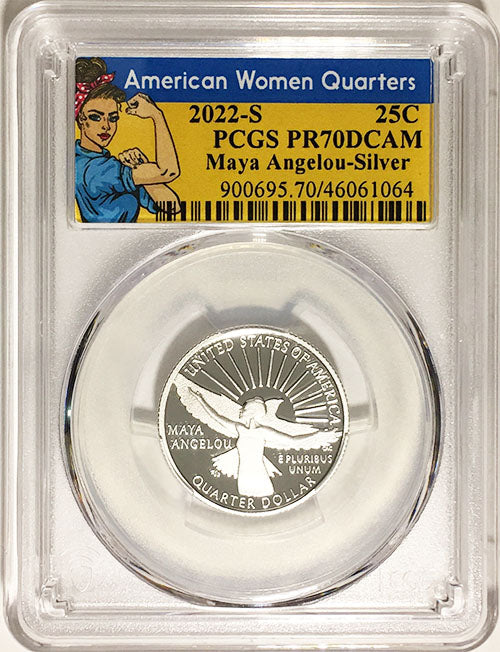 American Women Quarters
2022-S 25C
PCGS PR70DCAM
Maya Angelou-Silver
900695.70/46061064
UNITED STATES OF AMERICA
MAYA
ANGELOU
E PLURIBUS
UNUM
QUARTER DOLLAR